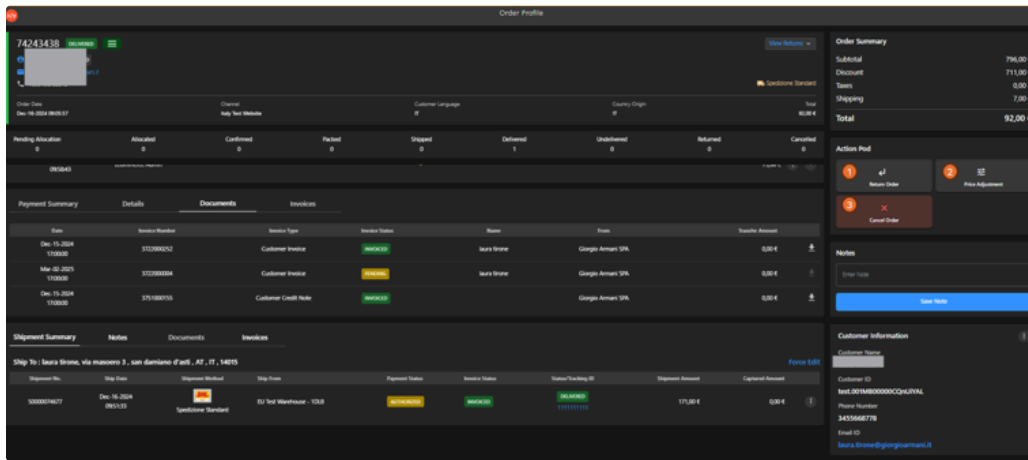 Order Profile
74243438 DELIVERED
View Returns
Spedizione Standard
Order Date Channel Customer Language Country Origin Total
Dec-16-2024 09:05:57 Italy Test Website IT IT 92,00 €
Pending Allocation Allocated Confirmed Packed Shipped Delivered Undelivered Returned Cancelled
0 0 0 0 0 1 0 0 0
09:58:43
Payment Summary Details Documents Invoices
Date Invoice Number Invoice Type Invoice Status Name From Transfer Amount
Dec-15-2024 17:00:00 3722000252 Customer Invoice INVOICED laura tirone Giorgio Armani SPA 0,00 €
Mar-02-2025 17:00:00 3722000004 Customer Invoice PENDING laura tirone Giorgio Armani SPA 0,00 €
Dec-15-2024 17:00:00 3751000155 Customer Credit Note INVOICED Giorgio Armani SPA 0,00 €
Shipment Summary Notes Documents Invoices
Ship To : laura tirone, via masoero 3 , san damiano d'asti , AT , IT , 14015 Force Edit
Shipment No. Ship Date Shipment Method Ship From Payment Status Invoice Status Status/Tracking ID Shipment Amount Captured Amount
S0000074677 Dec-16-2024 09:51:33 DHL Spedizione Standard EU Test Warehouse - 1DLB AUTHORIZED INVOICED DELIVERED 1111111111 171,00 € 0,00 €
Order Summary
Subtotal 796,00
Discount 711,00
Taxes 0,00
Shipping 7,00
Total 92,00
Action Pod
1 Return Order
2 Price Adjustment
3 Cancel Order
Notes
Enter Note
Save Note
Customer Information
Customer Name
Customer ID
Phone Number
3455668778
Email ID
laura.tirone@giorgioarmani.it